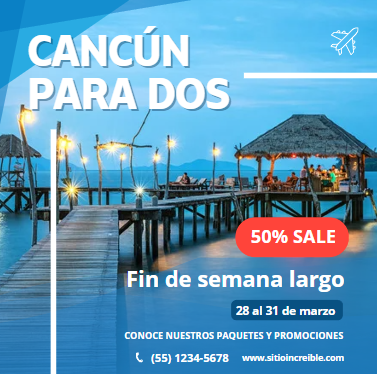 CANCÚN
PARA DOS
50% SALE
Fin de semana largo
28 al 31 de marzo
CONOCE NUESTROS PAQUETES Y PROMOCIONES
(55) 1234-5678 www.sitioincreible.com